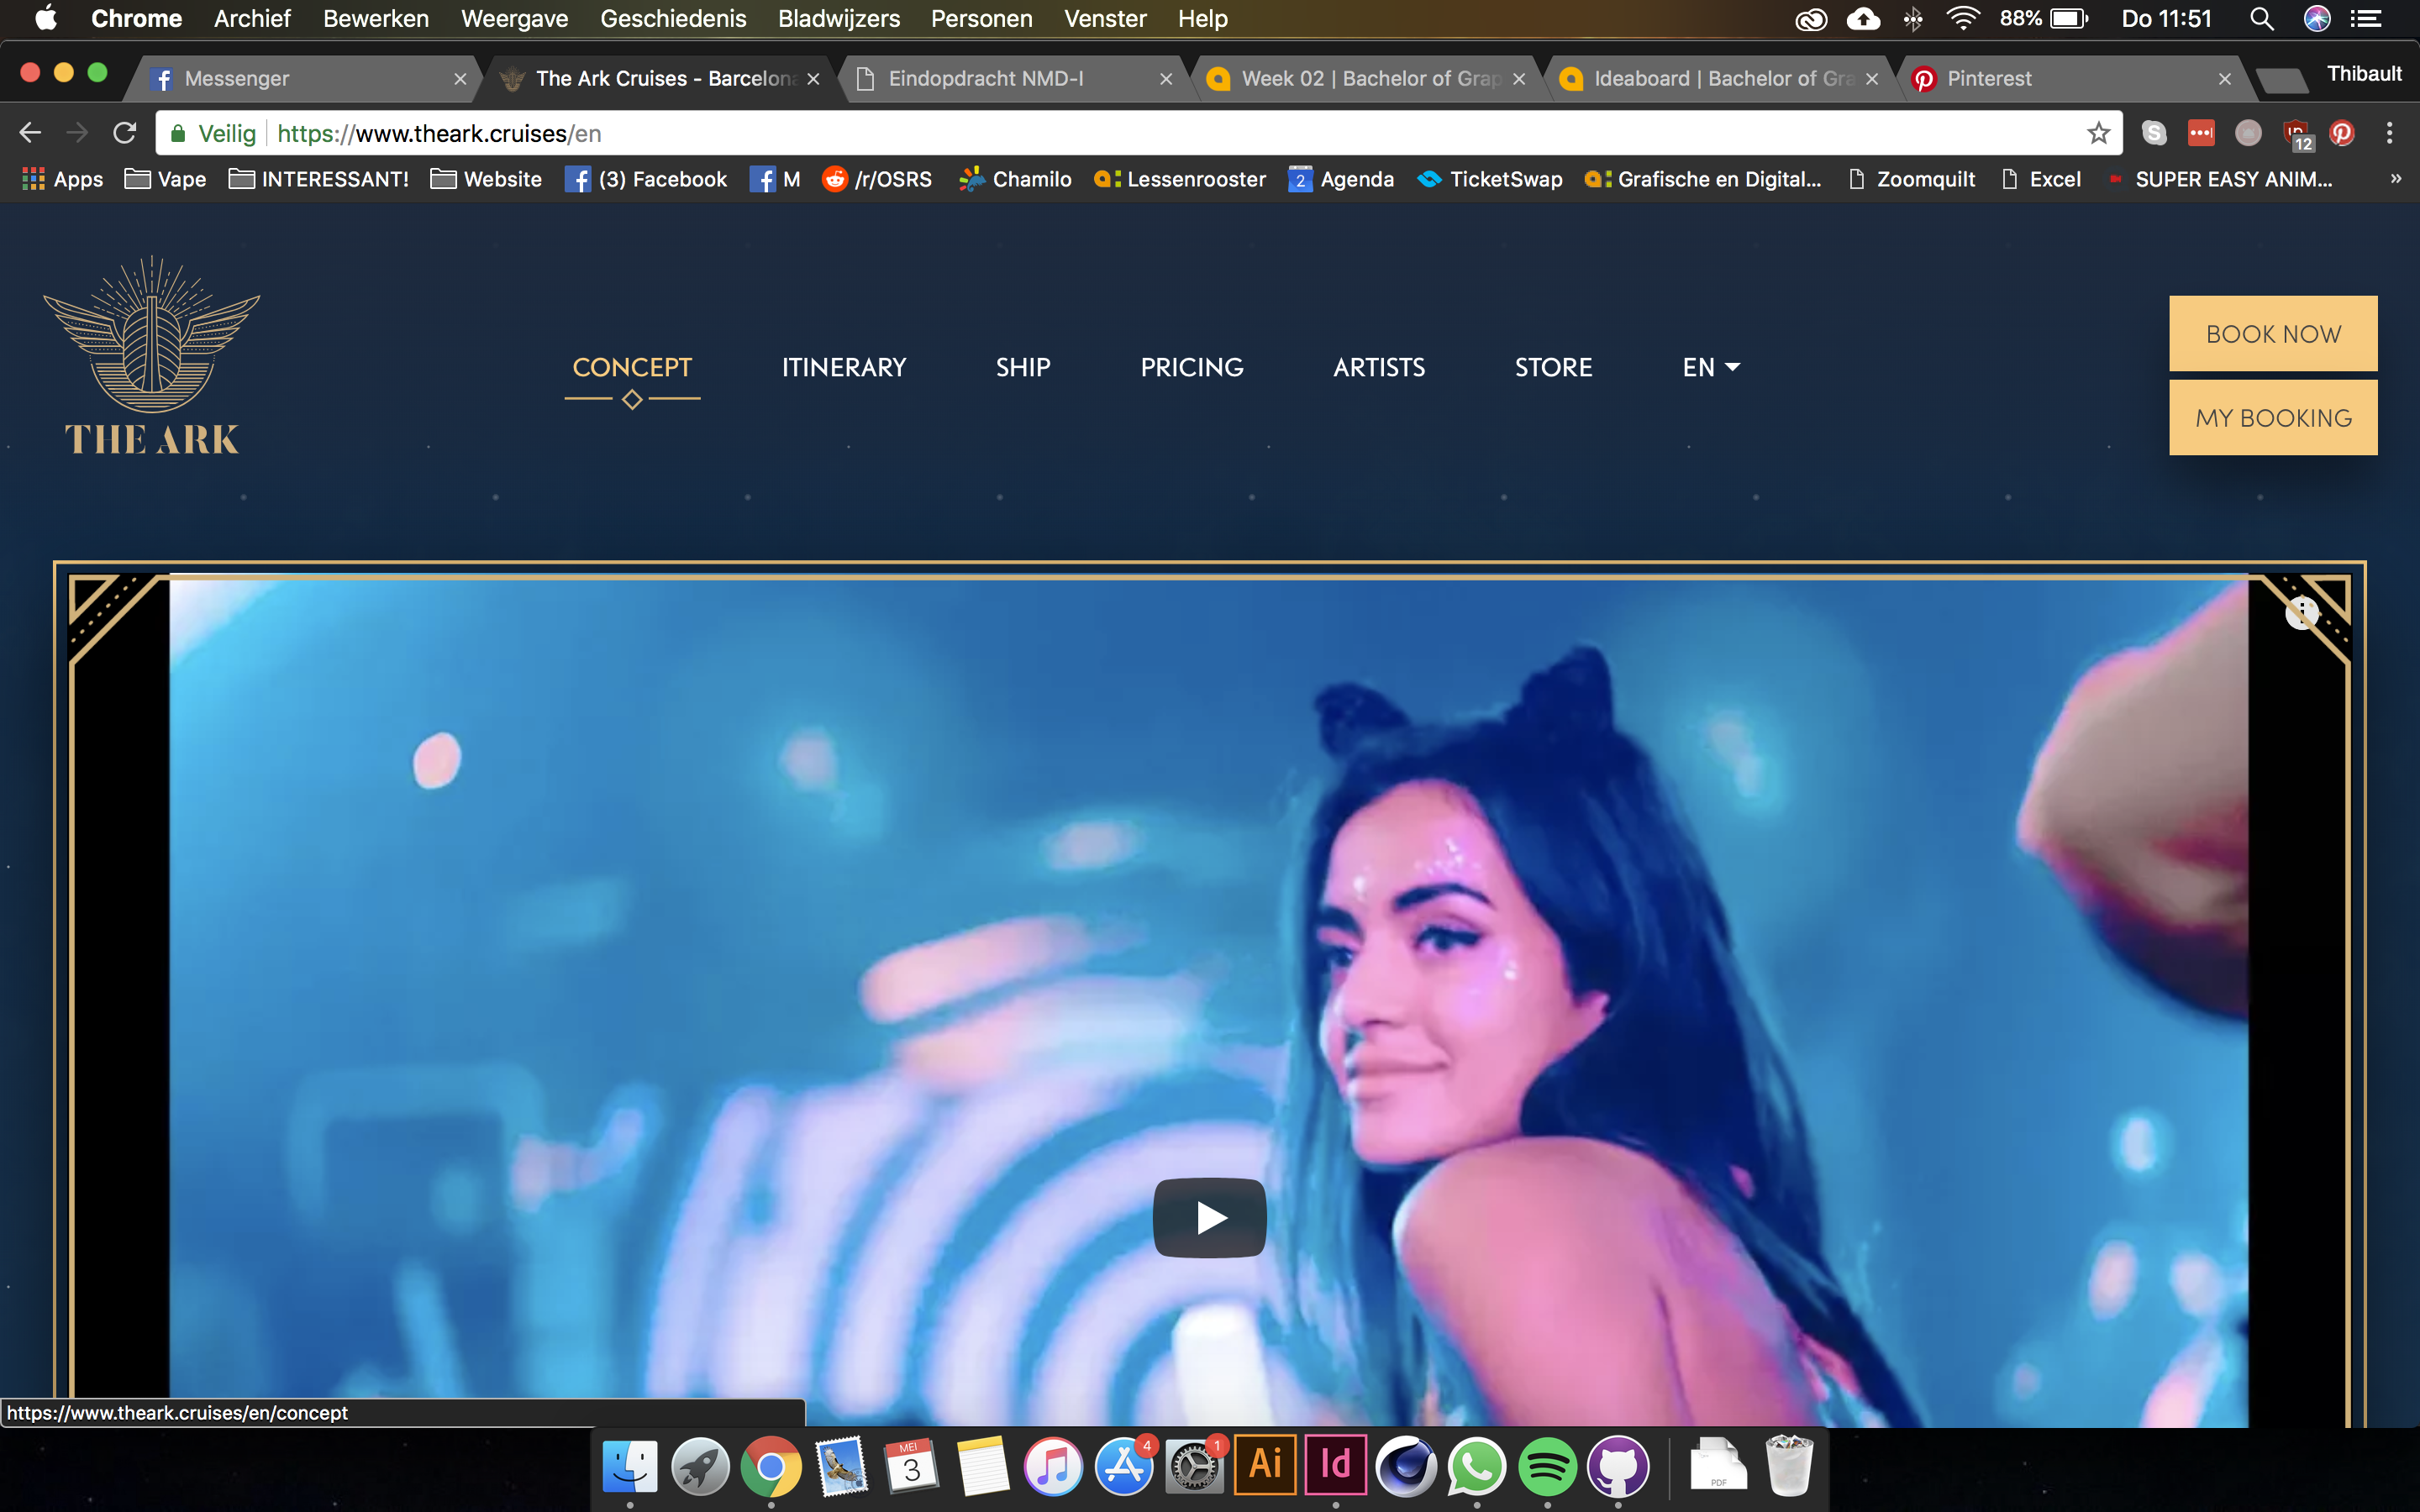 Chrome Archief Bewerken Weergave Geschiedenis Bladwijzers Personen Venster Help 88% Do 11:51
Messenger The Ark Cruises - Barcelona Eindopdracht NMD-I Week 02 | Bachelor of Grap Ideaboard | Bachelor of Gra Pinterest Thibault
Veilig https://www.theark.cruises/en 12
Apps Vape INTERESSANT! Website (3) Facebook M /r/OSRS Chamilo Lessenrooster 2 Agenda TicketSwap Grafische en Digital... Zoomquilt Excel SUPER EASY ANIM... »
THE ARK
CONCEPT ITINERARY SHIP PRICING ARTISTS STORE EN
BOOK NOW
MY BOOKING
https://www.theark.cruises/en/concept
MEI
3
4
1
Ai
Id
PDF